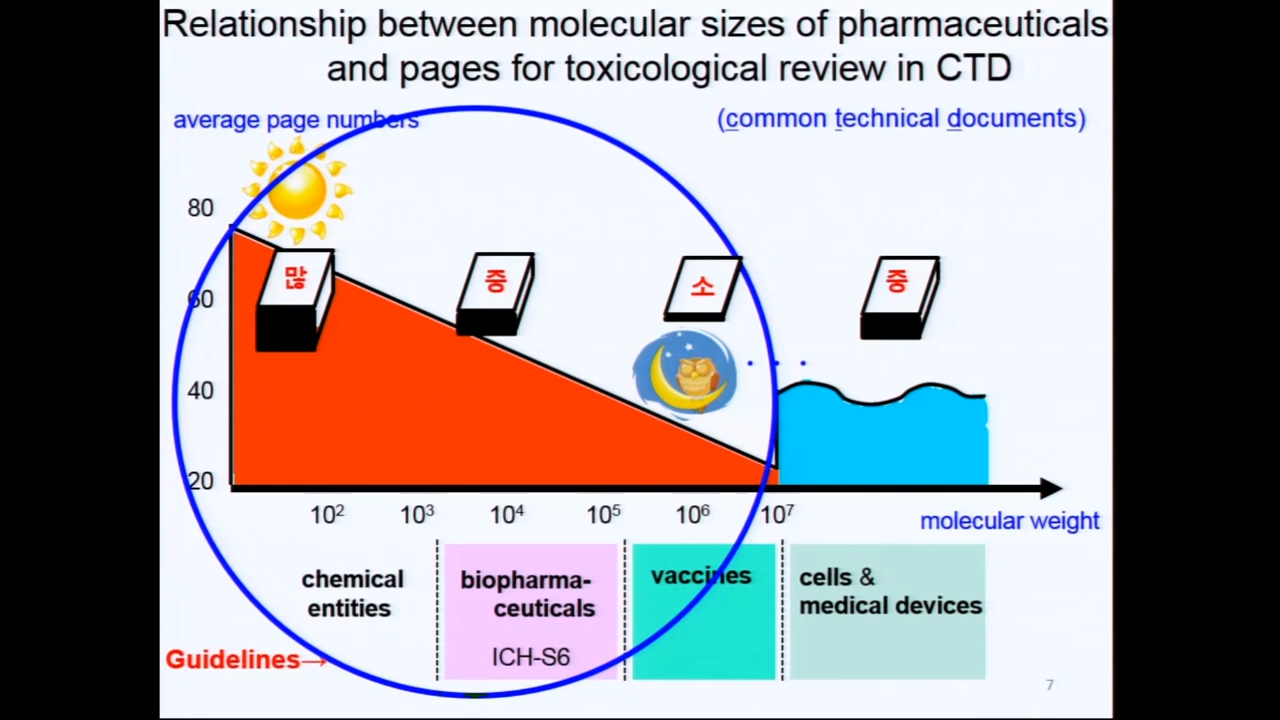 Relationship between molecular sizes of pharmaceuticals
and pages for toxicological review in CTD
average page numbers
(common technical documents)
80
60
40
20
많
중
소
중
10²
10³
10⁴
10⁵
10⁶
10⁷
molecular weight
chemical
entities
biopharma-
ceuticals
ICH-S6
vaccines
cells &
medical devices
Guidelines→
7